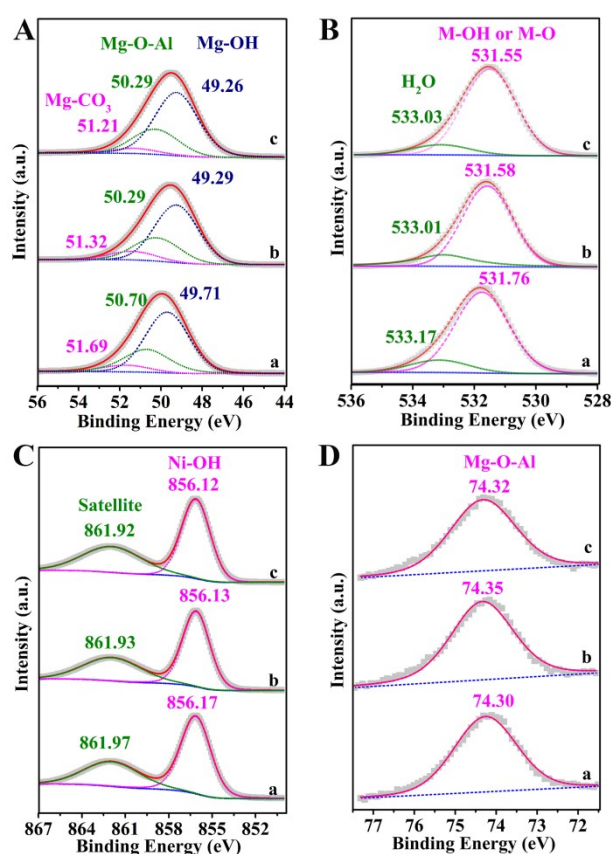 A
Mg-O-Al Mg-OH
50.29 49.26
Mg-CO3
51.21
c
50.29 49.29
51.32
b
50.70 49.71
51.69
a
56 54 52 50 48 46 44
Binding Energy (eV)
Intensity (a.u.)
B
M-OH or M-O
531.55
H2O
533.03
c
531.58
533.01
b
531.76
533.17
a
536 534 532 530 528
Binding Energy (eV)
Intensity (a.u.)
C
Ni-OH
856.12
Satellite
861.92
c
856.13
861.93
b
856.17
861.97
a
867 864 861 858 855 852
Binding Energy (eV)
Intensity (a.u.)
D
Mg-O-Al
74.32
c
74.35
b
74.30
a
77 76 75 74 73 72
Binding Energy (eV)
Intensity (a.u.)